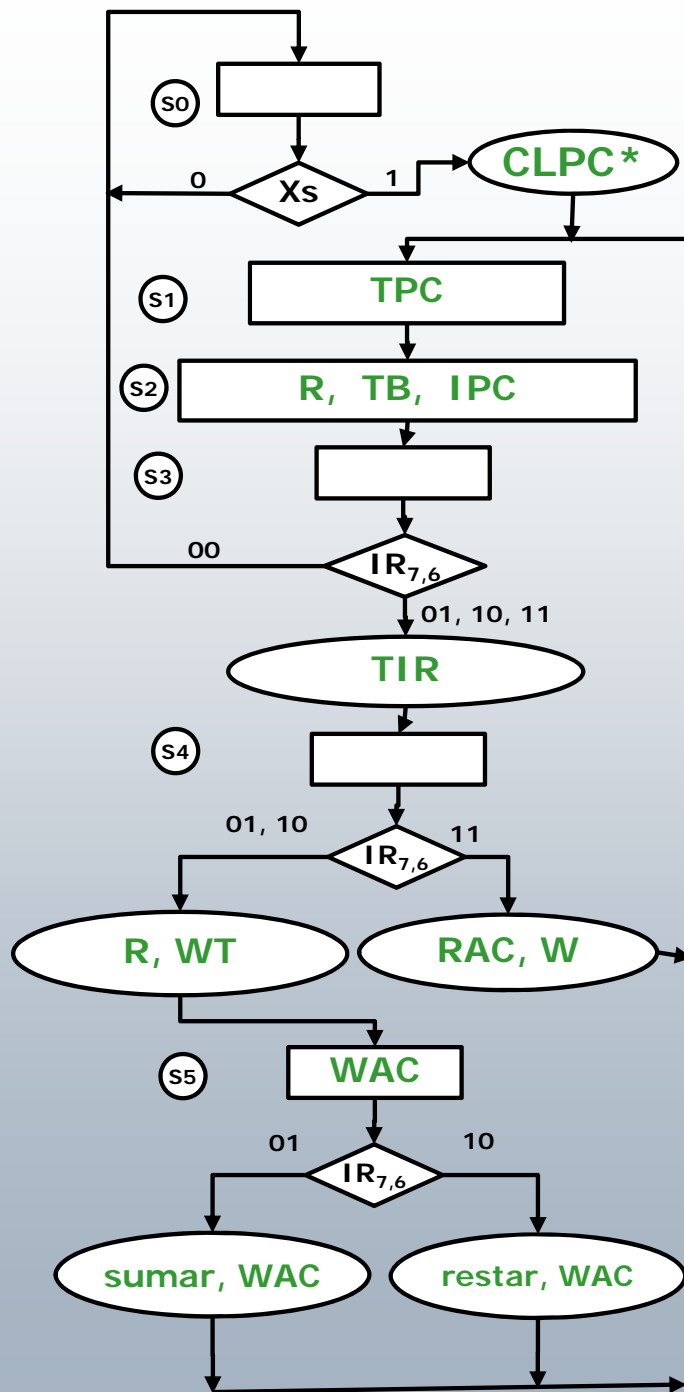 S0
0
Xs
1
CLPC*
S1
TPC
S2
R, TB, IPC
S3
00
IR7,6
01, 10, 11
TIR
S4
01, 10
IR7,6
11
R, WT
RAC, W
S5
WAC
01
IR7,6
10
sumar, WAC
restar, WAC